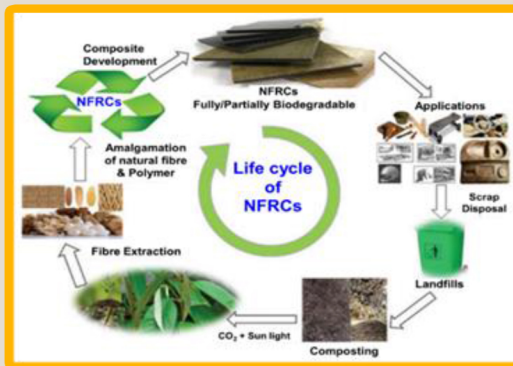 Composite
Development
NFRCs
NFRCs
Fully/Partially Biodegradable
Applications
Amalgamation
of natural fibre
& Polymer
Life cycle
of
NFRCs
Scrap
Disposal
Fibre Extraction
Landfills
CO₂ + Sun light
Composting